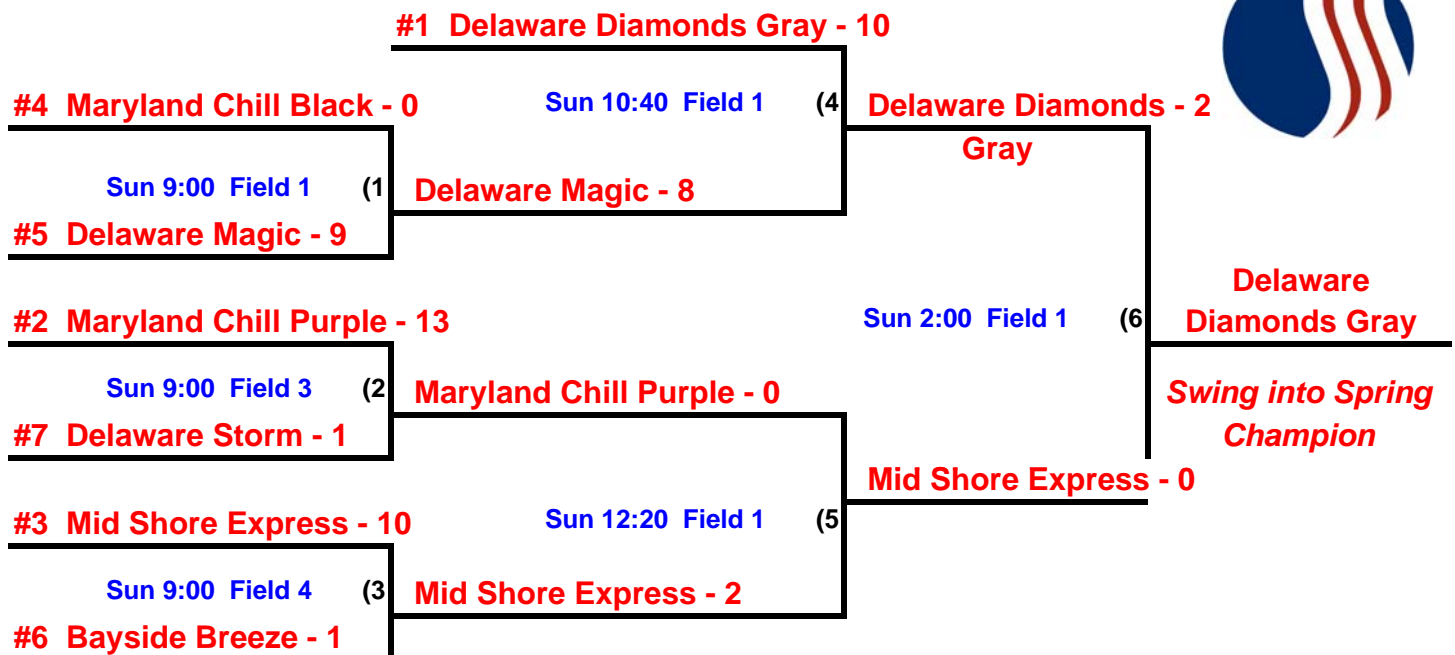 #1 Delaware Diamonds Gray - 10
#4 Maryland Chill Black - 0
Sun 10:40 Field 1 (4
Delaware Diamonds - 2
Gray
Sun 9:00 Field 1 (1
Delaware Magic - 8
#5 Delaware Magic - 9
Delaware
Diamonds Gray
#2 Maryland Chill Purple - 13
Sun 2:00 Field 1 (6
Sun 9:00 Field 3 (2
Maryland Chill Purple - 0
Swing into Spring
Champion
#7 Delaware Storm - 1
Mid Shore Express - 0
#3 Mid Shore Express - 10
Sun 12:20 Field 1 (5
Sun 9:00 Field 4 (3
Mid Shore Express - 2
#6 Bayside Breeze - 1